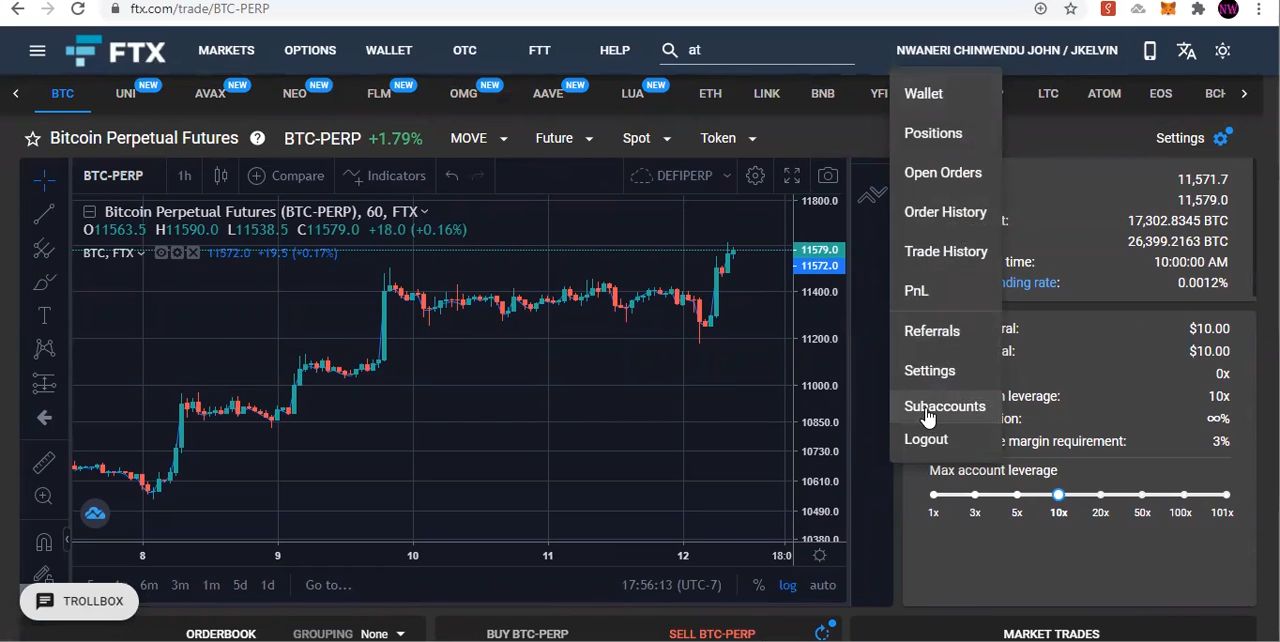 ftx.com/trade/BTC-PERP
NW
FTX
MARKETS OPTIONS WALLET OTC FTT HELP at NWANERI CHINWENDU JOHN / JKELVIN
NEW NEW NEW NEW NEW NEW NEW
BTC UNI AVAX NEO FLM OMG AAVE LUA ETH LINK BNB YFI LTC ATOM EOS BCH
Bitcoin Perpetual Futures ? BTC-PERP +1.79% MOVE Future Spot Token Settings
BTC-PERP 1h Compare Indicators DEFIPERP
Bitcoin Perpetual Futures (BTC-PERP), 60, FTX
O11563.5 H11590.0 L11538.5 C11579.0 +18.0 (+0.16%)
BTC, FTX 11572.0 +19.5 (+0.17%)
11800.0
11579.0
11572.0
11400.0
11200.0
11000.0
10850.0
10730.0
10610.0
10490.0
10380.0
8 9 10 11 12 18:0
6m 3m 1m 5d 1d Go to... 17:56:13 (UTC-7) % log auto
TROLLBOX
Wallet
Positions
Open Orders
Order History
Trade History
PnL
Referrals
Settings
Subaccounts
Logout
11,571.7
11,579.0
17,302.8345 BTC
26,399.2163 BTC
time: 10:00:00 AM
nding rate: 0.0012%
ral: $10.00
al: $10.00
0x
n leverage: 10x
tion: ∞%
e margin requirement: 3%
Max account leverage
1x 3x 5x 10x 20x 50x 100x 101x
ORDERBOOK GROUPING None BUY BTC-PERP SELL BTC-PERP MARKET TRADES